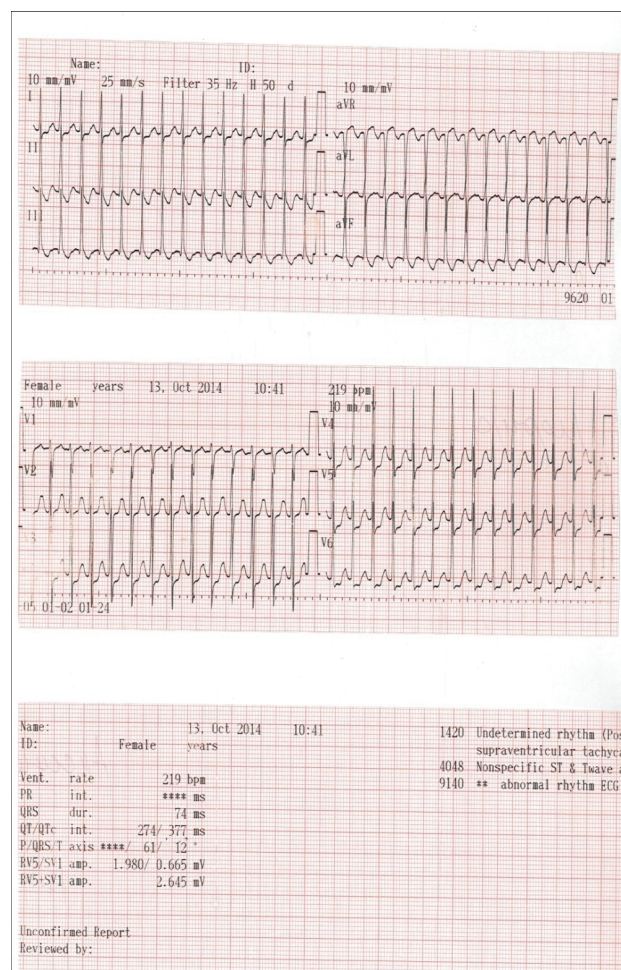 Name: ID:
10 mm/mV 25 mm/s Filter 35 Hz H 50 d 10 mm/mV
I aVR
II aVL
II aVF
9620 01
Female years 13, Oct 2014 10:41 219 bpm
10 mm/mV 10 mm/mV
V1 V4
V2 V5
V6
05 01-02 01-24
Name: 13, Oct 2014 10:41
ID: Female years
1420 Undetermined rhythm (Pos
supraventricular tachyca
4048 Nonspecific ST & Twave a
9140 ** abnormal rhythm ECG
Vent. rate 219 bpm
PR int. **** ms
QRS dur. 74 ms
QT/QTc int. 274/ 377 ms
P/QRS/T axis ****/ 61/ 12 °
RV5/SV1 amp. 1.980/ 0.665 mV
RV5+SV1 amp. 2.645 mV
Unconfirmed Report
Reviewed by: